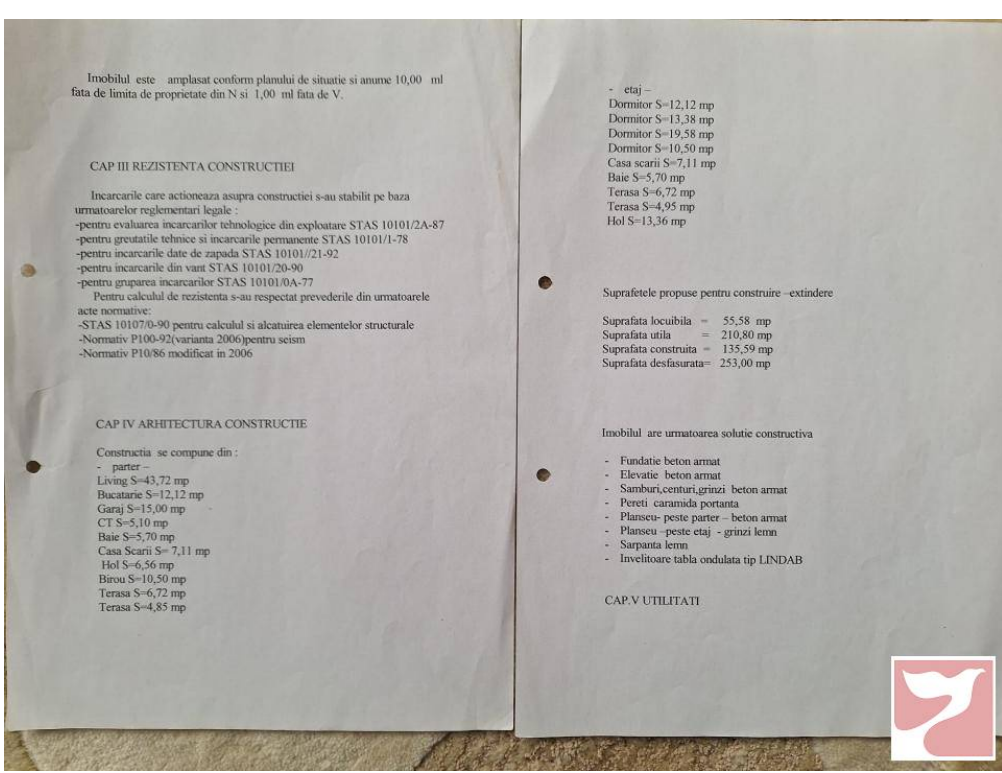 Imobilul este amplasat conform planului de situatie si anume 10,00 ml
fata de limita de proprietate din N si 1,00 ml fata de V.
CAP III REZISTENTA CONSTRUCTIEI
Incarcarile care actioneaza asupra constructiei s-au stabilit pe baza
urmatoarelor reglementari legale :
-pentru evaluarea incarcarilor tehnologice din exploatare STAS 10101/2A-87
-pentru greutatile tehnice si incarcarile permanente STAS 10101/1-78
-pentru incarcarile date de zapada STAS 10101//21-92
-pentru incarcarile din vant STAS 10101/20-90
-pentru gruparea incarcarilor STAS 10101/0A-77
Pentru calculul de rezistenta s-au respectat prevederile din urmatoarele
acte normative:
-STAS 10107/0-90 pentru calculul si alcatuirea elementelor structurale
-Normativ P100-92(varianta 2006)pentru seism
-Normativ P10/86 modificat in 2006
CAP IV ARHITECTURA CONSTRUCTIE
Constructia se compune din :
- parter –
Living S=43,72 mp
Bucatarie S=12,12 mp
Garaj S=15,00 mp
CT S=5,10 mp
Baie S=5,70 mp
Casa Scarii S= 7,11 mp
Hol S=6,56 mp
Birou S=10,50 mp
Terasa S=6,72 mp
Terasa S=4,85 mp
- etaj –
Dormitor S=12,12 mp
Dormitor S=13,38 mp
Dormitor S=19,58 mp
Dormitor S=10,50 mp
Casa scarii S=7,11 mp
Baie S=5,70 mp
Terasa S=6,72 mp
Terasa S=4,95 mp
Hol S=13,36 mp
Suprafetele propuse pentru construire –extindere
Suprafata locuibila = 55,58 mp
Suprafata utila = 210,80 mp
Suprafata construita = 135,59 mp
Suprafata desfasurata= 253,00 mp
Imobilul are urmatoarea solutie constructiva
- Fundatie beton armat
- Elevatie beton armat
- Samburi,centuri,grinzi beton armat
- Pereti caramida portanta
- Planseu- peste parter – beton armat
- Planseu –peste etaj - grinzi lemn
- Sarpanta lemn
- Invelitoare tabla ondulata tip LINDAB
CAP.V UTILITATI